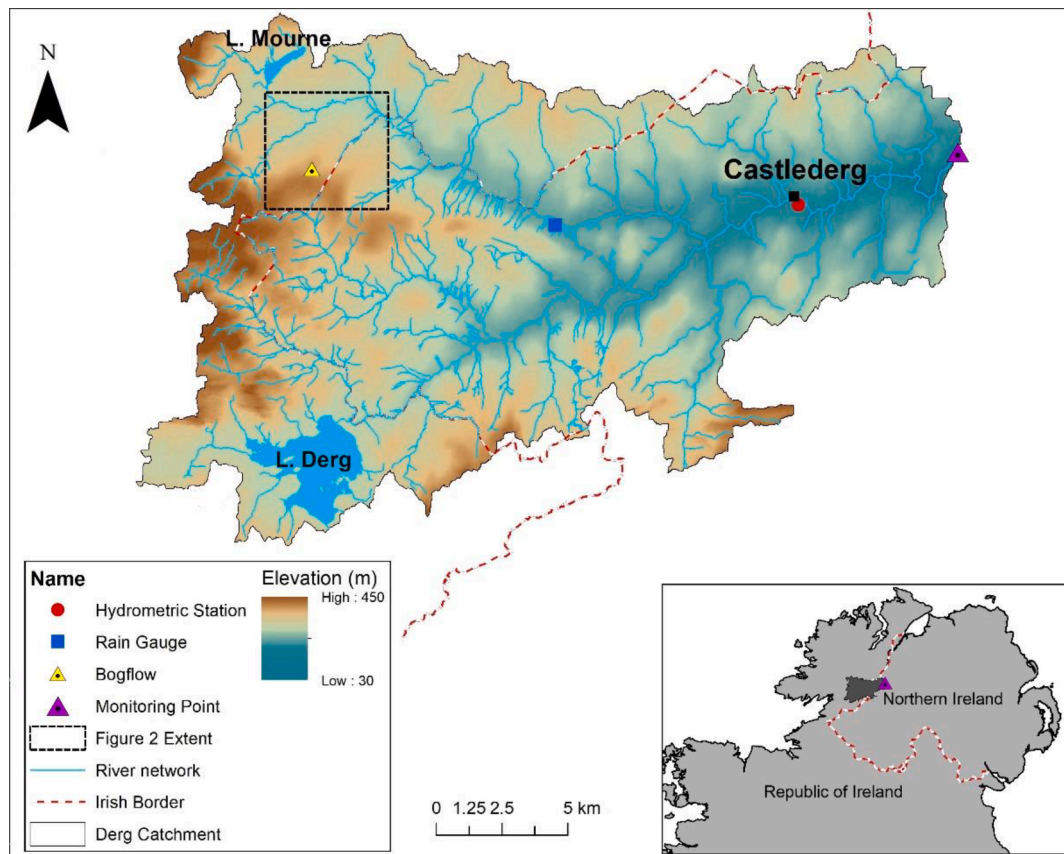 L. Mourne
N
Castlederg
L. Derg
Name
Hydrometric Station
Rain Gauge
Bogflow
Monitoring Point
Figure 2 Extent
River network
Irish Border
Derg Catchment
Elevation (m)
High : 450
Low : 30
0 1.25 2.5 5 km
Northern Ireland
Republic of Ireland